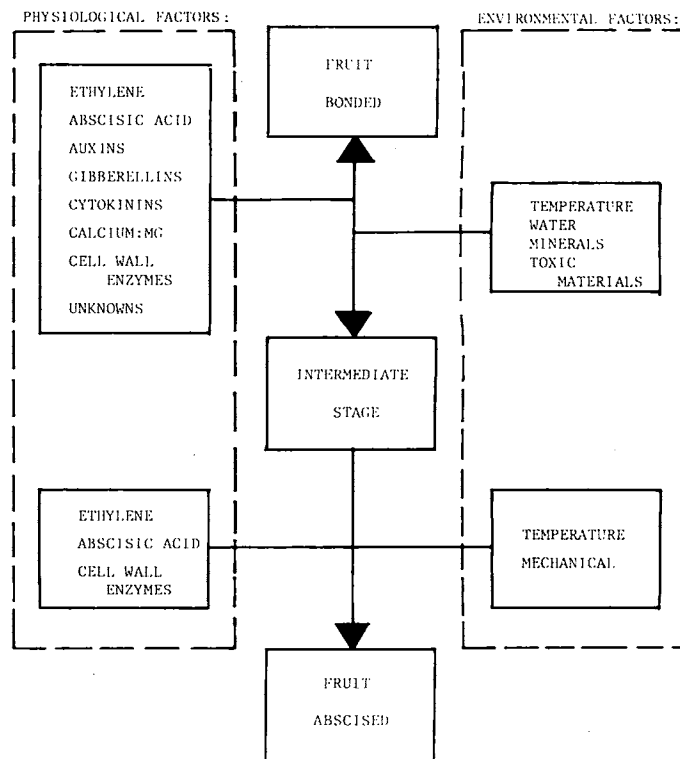 PHYSIOLOGICAL FACTORS:
ENVIRONMENTAL FACTORS:
FRUIT
BONDED
ETHYLENE
ABSCISIC ACID
AUXINS
GIBBERELLINS
CYTOKININS
CALCIUM:MG
CELL WALL
ENZYMES
UNKNOWNS
TEMPERATURE
WATER
MINERALS
TOXIC
MATERIALS
INTERMEDIATE
STAGE
ETHYLENE
ABSCISIC ACID
CELL WALL
ENZYMES
TEMPERATURE
MECHANICAL
FRUIT
ABSCISED